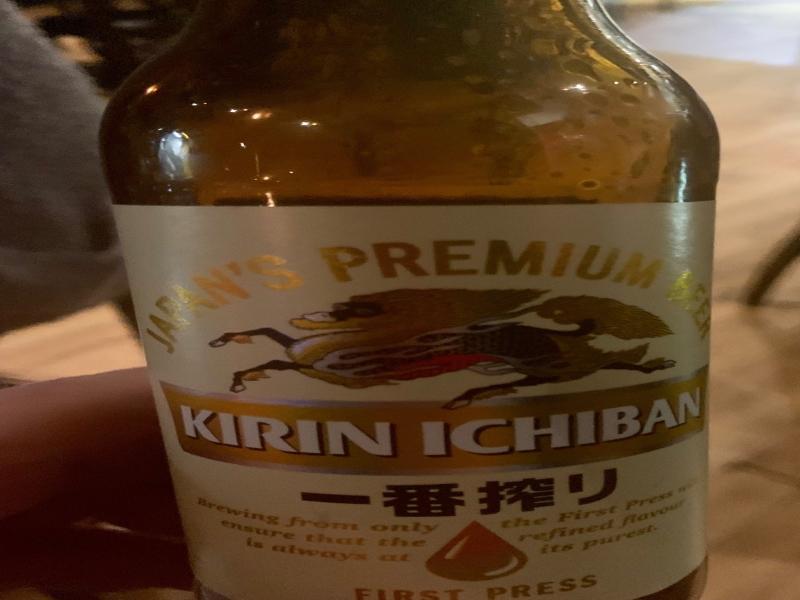 JAPAN'S PREMIUM BEER
KIRIN ICHIBAN
一番搾り
Brewing from only the First Press
ensure that the refined flavour
is always at its purest.
FIRST PRESS